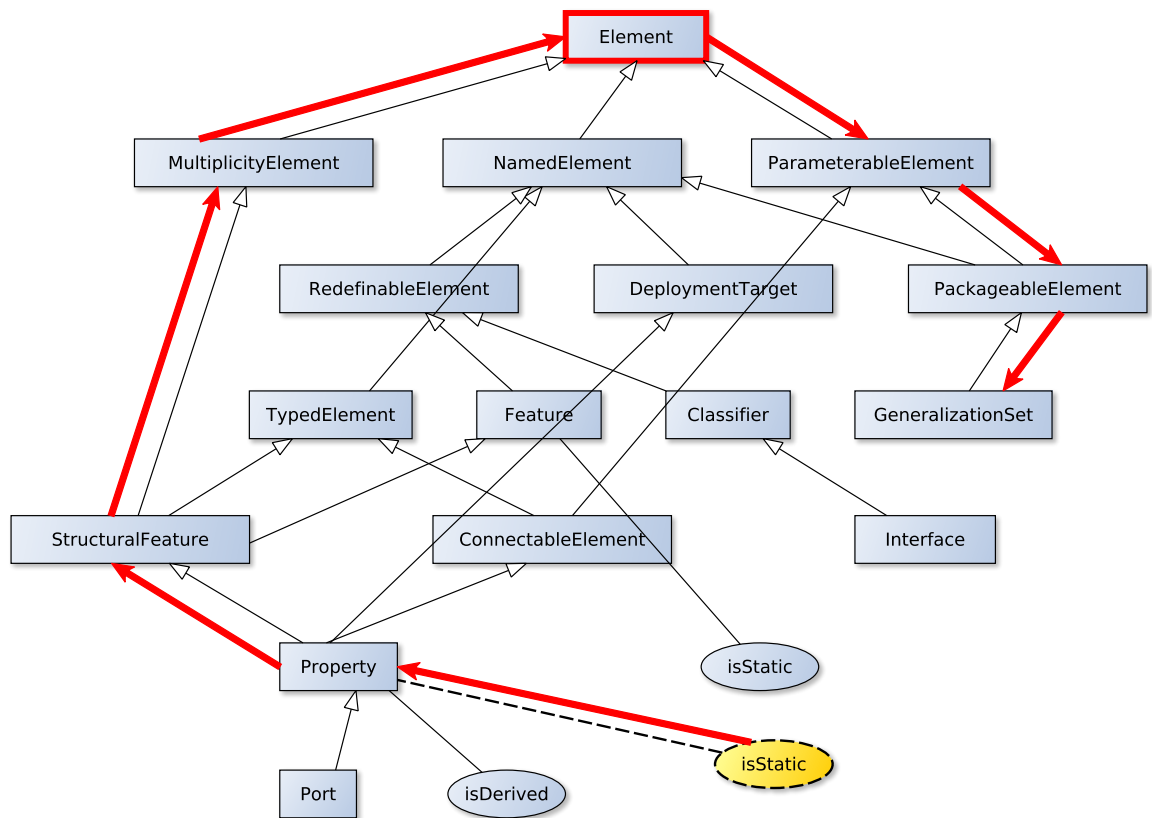 Element
MultiplicityElement
NamedElement
ParameterableElement
RedefinableElement
DeploymentTarget
PackageableElement
TypedElement
Feature
Classifier
GeneralizationSet
StructuralFeature
ConnectableElement
Interface
Property
isStatic
isStatic
Port
isDerived